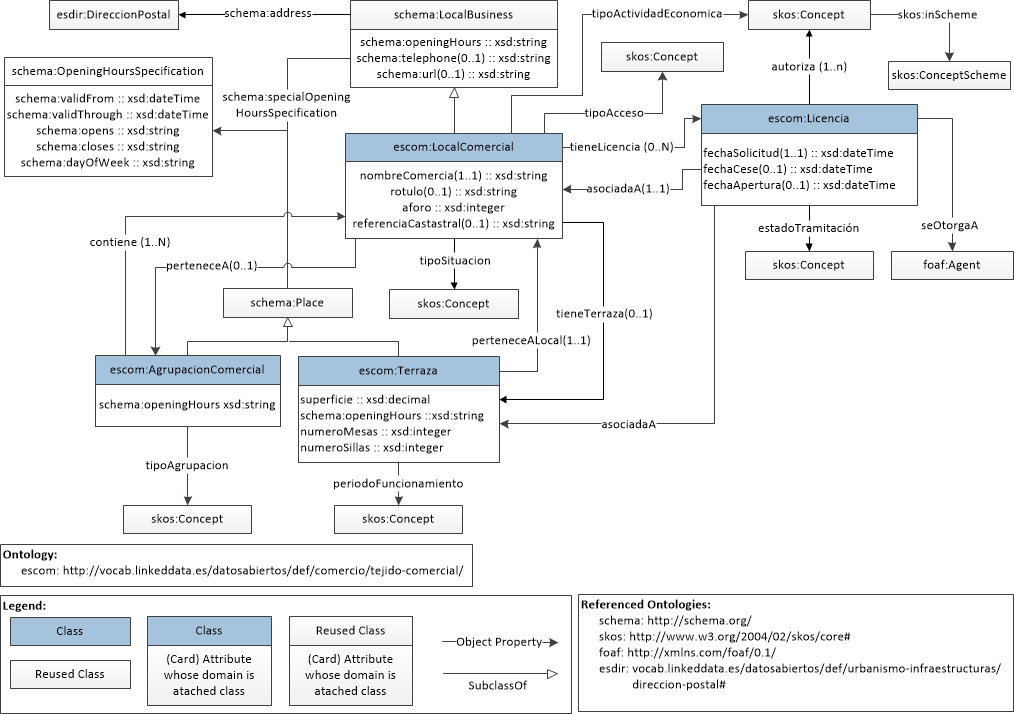 esdir:DireccionPostal
schema:address
schema:LocalBusiness
schema:openingHours :: xsd:string
schema:telephone(0..1) :: xsd:string
schema:url(0..1) :: xsd:string
tipoActividadEconomica
skos:Concept
skos:inScheme
skos:ConceptScheme
skos:Concept
autoriza (1..n)
schema:OpeningHoursSpecification
schema:validFrom :: xsd:dateTime
schema:validThrough :: xsd:dateTime
schema:opens :: xsd:string
schema:closes :: xsd:string
schema:dayOfWeek :: xsd:string
schema:specialOpening
HoursSpecification
tipoAcceso
escom:LocalComercial
nombreComercia(1..1) :: xsd:string
rotulo(0..1) :: xsd:string
aforo :: xsd:integer
referenciaCastastral(0..1) :: xsd:string
tieneLicencia (0..N)
asociadaA(1..1)
escom:Licencia
fechaSolicitud(1..1) :: xsd:dateTime
fechaCese(0..1) :: xsd:dateTime
fechaApertura(0..1) :: xsd:dateTime
estadoTramitación
seOtorgaA
skos:Concept
foaf:Agent
contiene (1..N)
perteneceA(0..1)
tipoSituacion
schema:Place
skos:Concept
tieneTerraza(0..1)
perteneceALocal(1..1)
escom:AgrupacionComercial
schema:openingHours xsd:string
escom:Terraza
superficie :: xsd:decimal
schema:openingHours ::xsd:string
numeroMesas :: xsd:integer
numeroSillas :: xsd:integer
asociadaA
tipoAgrupacion
periodoFuncionamiento
skos:Concept
skos:Concept
Ontology:
escom: http://vocab.linkeddata.es/datosabiertos/def/comercio/tejido-comercial/
Legend:
Class
Reused Class
Class
(Card) Attribute
whose domain is
atached class
Reused Class
(Card) Attribute
whose domain is
atached class
Object Property
SubclassOf
Referenced Ontologies:
schema: http://schema.org/
skos: http://www.w3.org/2004/02/skos/core#
foaf: http://xmlns.com/foaf/0.1/
esdir: vocab.linkeddata.es/datosabiertos/def/urbanismo-infraestructuras/
direccion-postal#